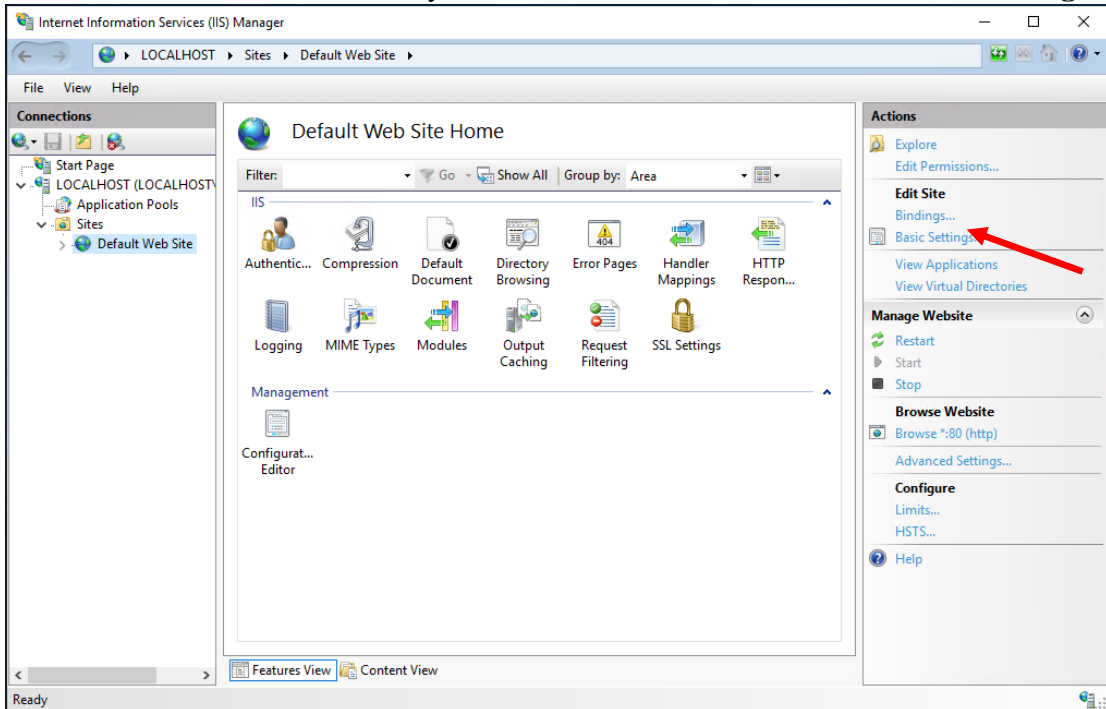 Internet Information Services (IIS) Manager
LOCALHOST Sites Default Web Site
File View Help
Connections
Start Page
LOCALHOST (LOCALHOST\
Application Pools
Sites
Default Web Site
Default Web Site Home
Filter: Go Show All Group by: Area
IIS
Authentic... Compression Default Document Directory Browsing Error Pages Handler Mappings HTTP Respon...
404
Logging MIME Types Modules Output Caching Request Filtering SSL Settings
Management
Configurat... Editor
Features View Content View
Actions
Explore
Edit Permissions...
Edit Site
Bindings...
Basic Settings...
View Applications
View Virtual Directories
Manage Website
Restart
Start
Stop
Browse Website
Browse *:80 (http)
Advanced Settings...
Configure
Limits...
HSTS...
Help
Ready